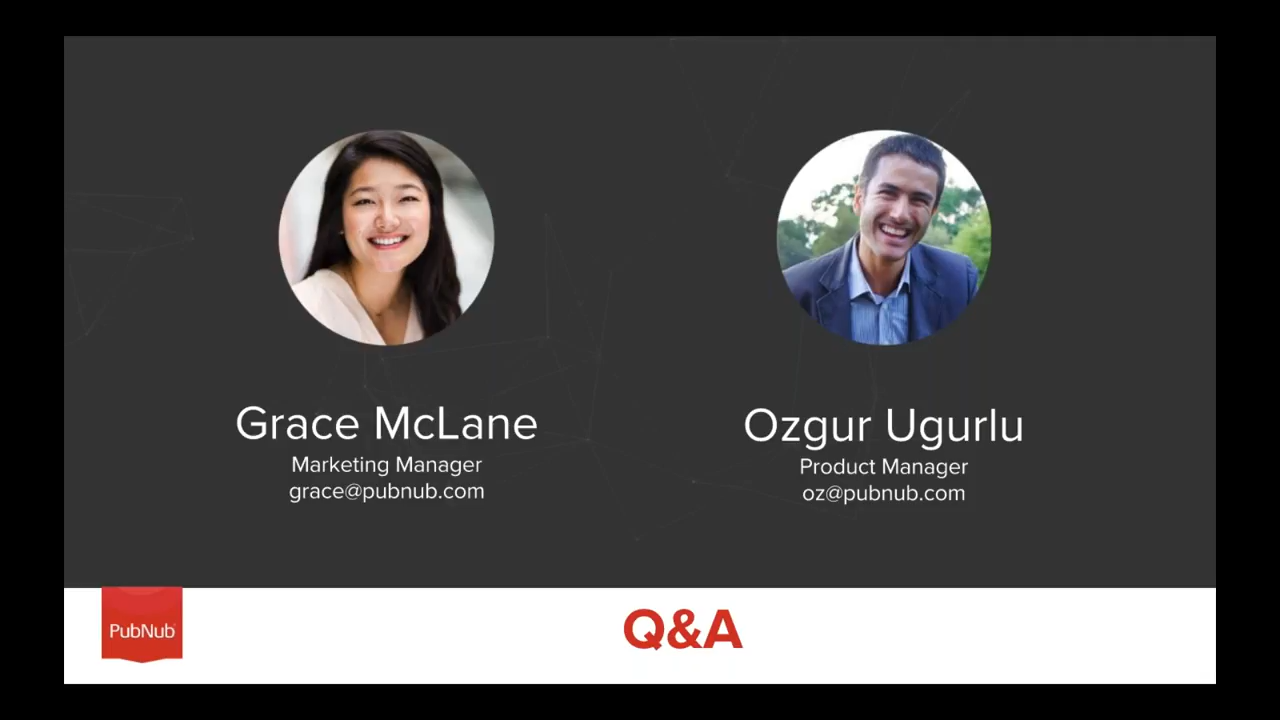 Grace McLane
Marketing Manager
grace@pubnub.com
Ozgur Ugurlu
Product Manager
oz@pubnub.com
PubNub
Q&A